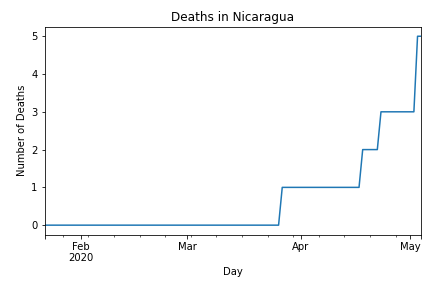 Deaths in Nicaragua
5
4
3
2
1
0
Number of Deaths
Feb
2020
Mar
Apr
May
Day